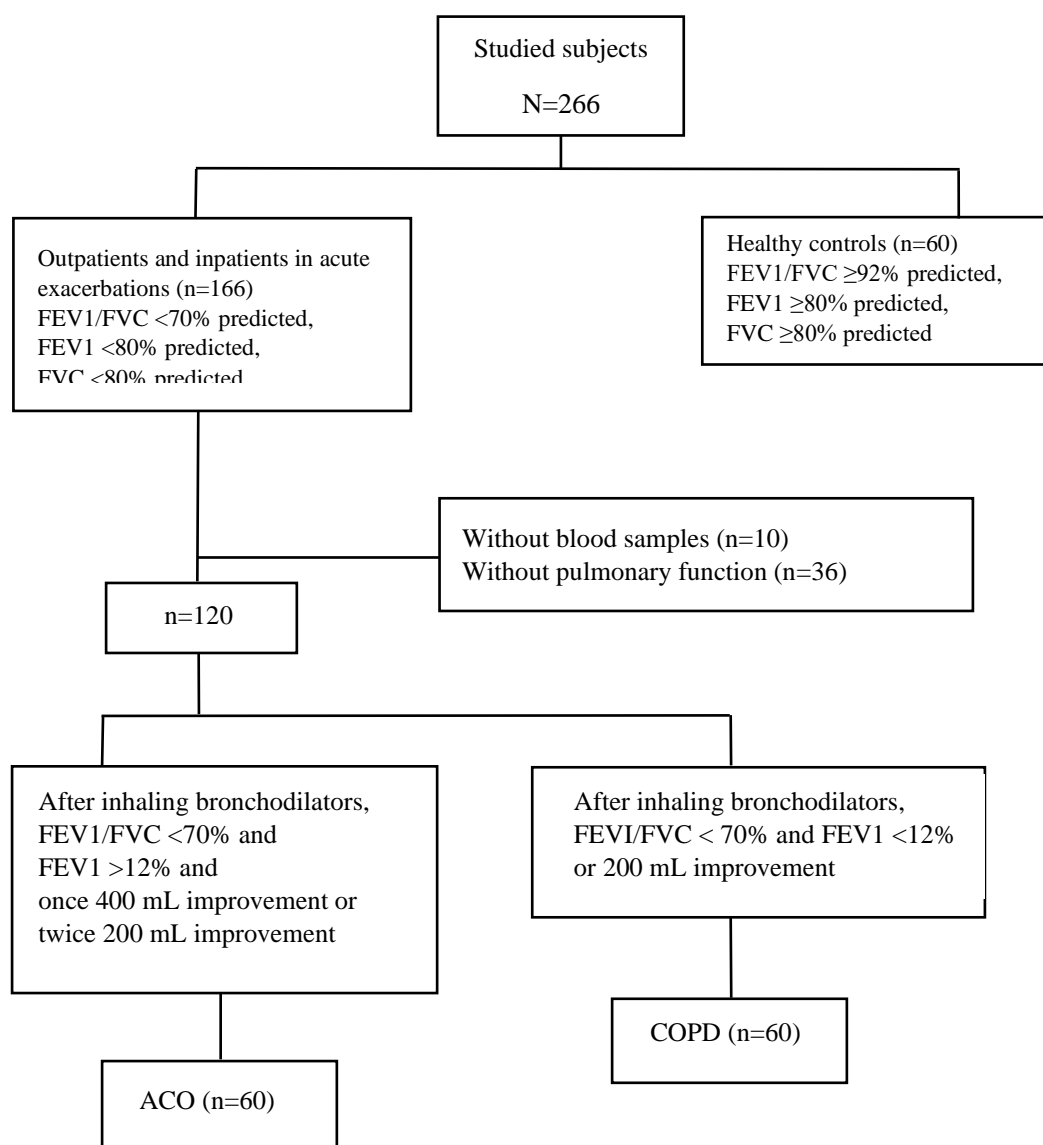 Studied subjects
N=266
Outpatients and inpatients in acute
exacerbations (n=166)
FEV1/FVC <70% predicted,
FEV1 <80% predicted,
FVC <80% predicted
Healthy controls (n=60)
FEV1/FVC ≥92% predicted,
FEV1 ≥80% predicted,
FVC ≥80% predicted
Without blood samples (n=10)
Without pulmonary function (n=36)
n=120
After inhaling bronchodilators,
FEV1/FVC <70% and
FEV1 >12% and
once 400 mL improvement or
twice 200 mL improvement
After inhaling bronchodilators,
FEVI/FVC < 70% and FEV1 <12%
or 200 mL improvement
COPD (n=60)
ACO (n=60)